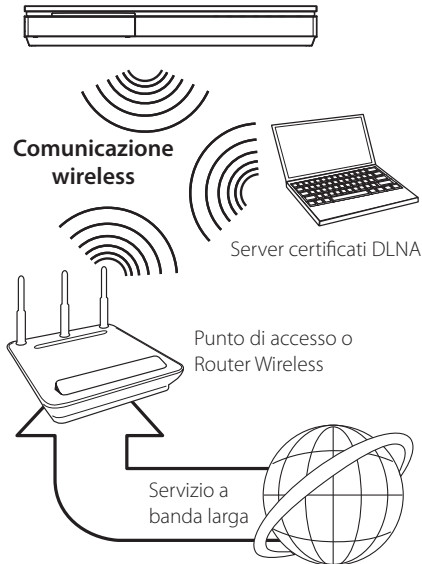 Comunicazione
wireless
Server certificati DLNA
Punto di accesso o
Router Wireless
Servizio a
banda larga